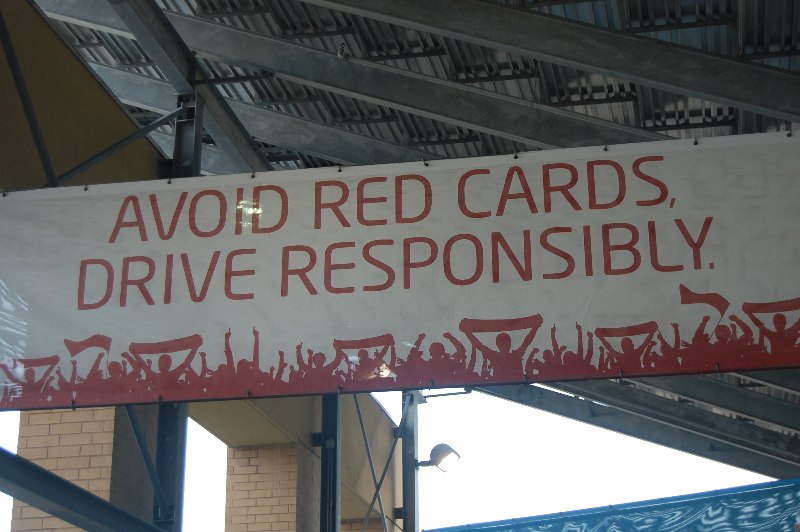 AVOID RED CARDS,
DRIVE RESPONSIBLY.